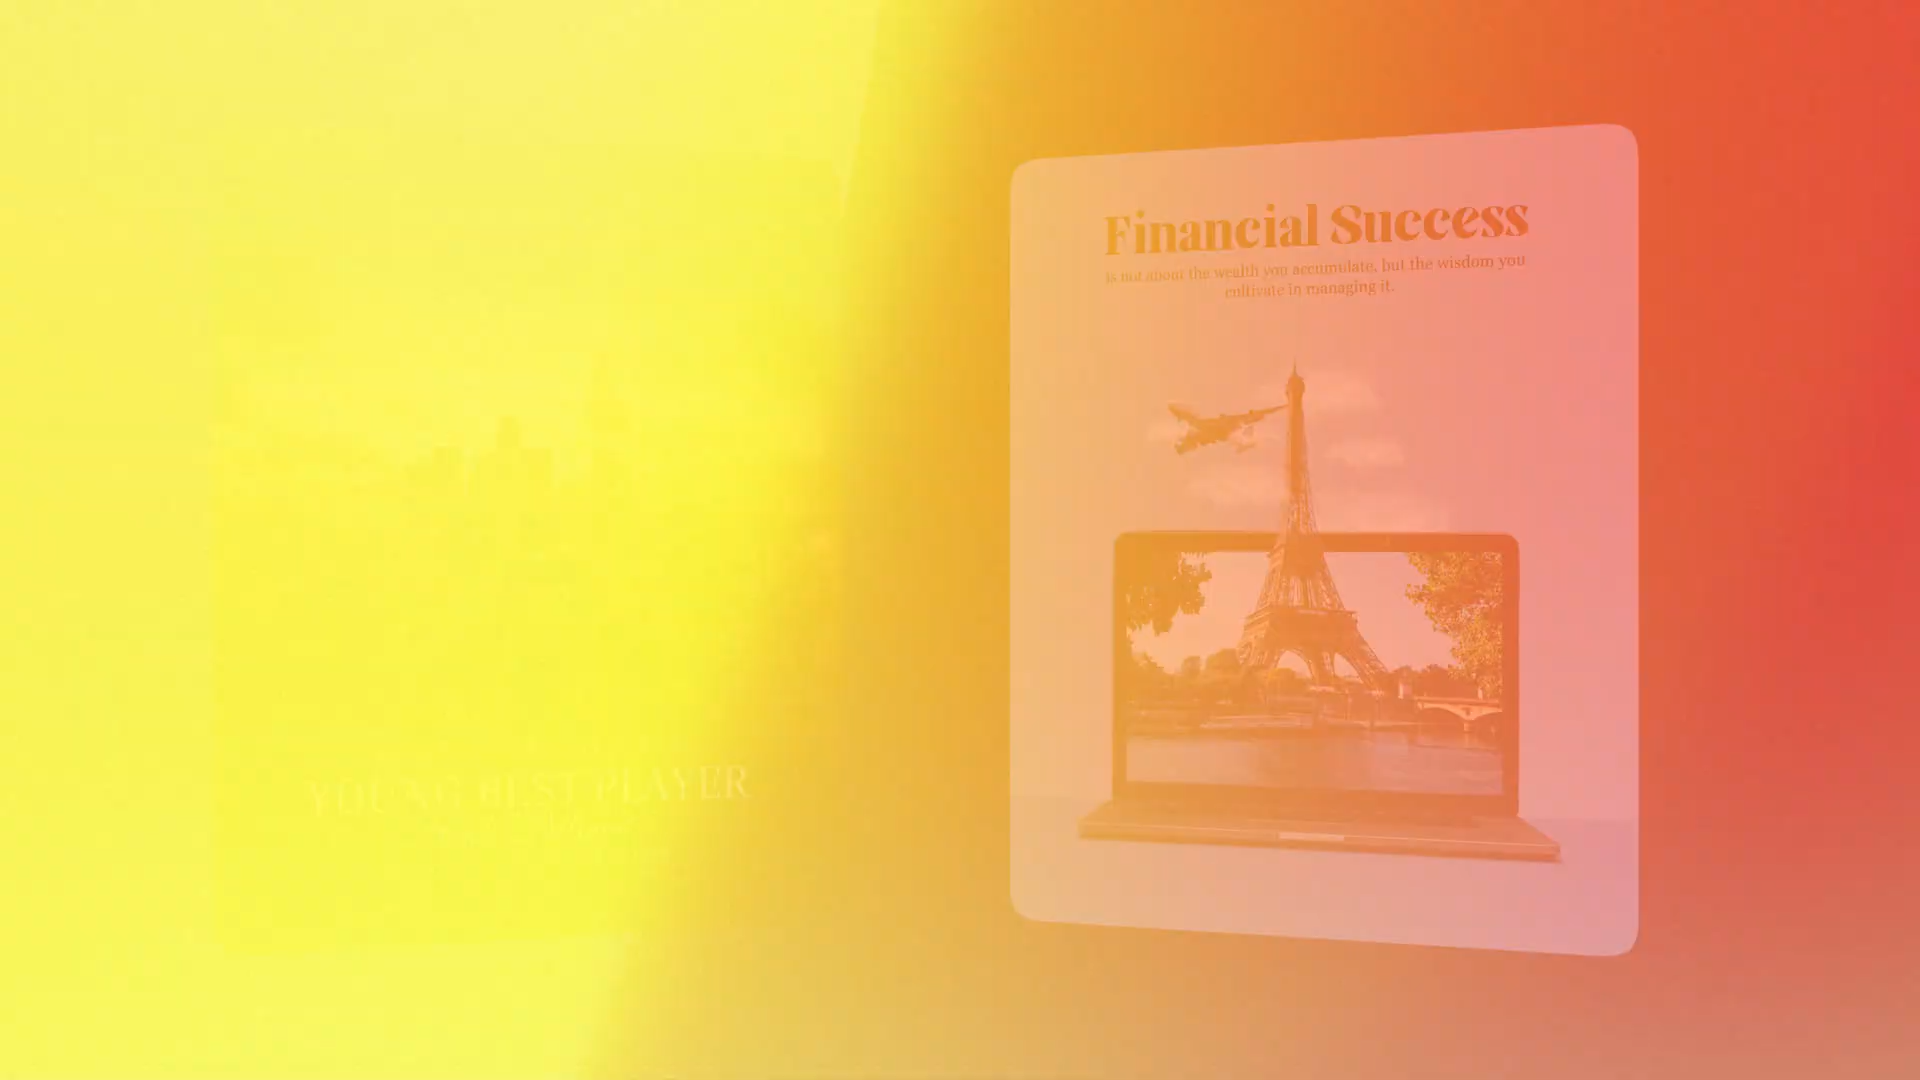 Financial Success
is not about the wealth you accumulate, but the wisdom you
cultivate in managing it.
YOUNG BEST PLAYER